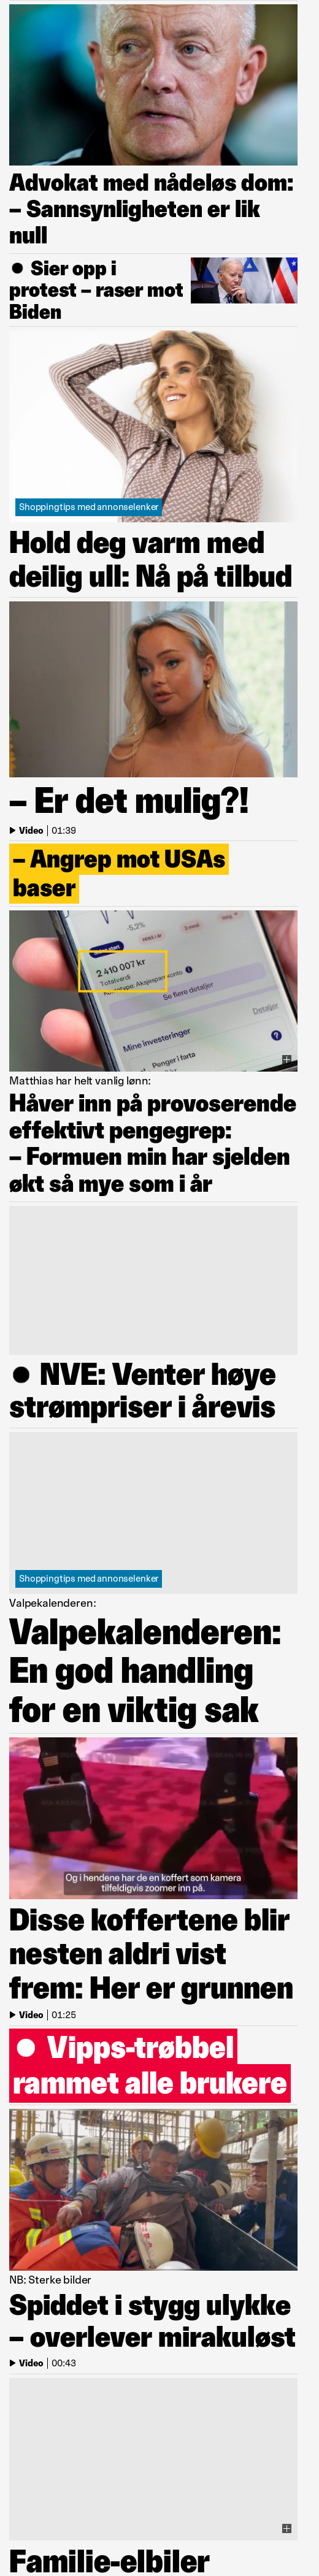 Advokat med nådeløs dom:
– Sannsynligheten er lik
null
Sier opp i
protest – raser mot
Biden
Shoppingtips med annonselenker
Hold deg varm med
deilig ull: Nå på tilbud
– Er det mulig?!
Video | 01:39
– Angrep mot USAs
baser
-5,2%
2 410 007 kr
Totalverdi
Kontotype: Aksjesparekonto
Se flere detaljer
Detaljer
Mine investeringer
Penger i farta
Matthias har helt vanlig lønn:
Håver inn på provoserende
effektivt pengegrep:
– Formuen min har sjelden
økt så mye som i år
NVE: Venter høye
strømpriser i årevis
Shoppingtips med annonselenker
Valpekalenderen:
Valpekalenderen:
En god handling
for en viktig sak
Og i hendene har de en koffert som kamera
tilfeldigvis zoomer inn på.
Disse koffertene blir
nesten aldri vist
frem: Her er grunnen
Video | 01:25
Vipps-trøbbel
rammet alle brukere
NB: Sterke bilder
Spiddet i stygg ulykke
– overlever mirakuløst
Video | 00:43
Familie-elbiler